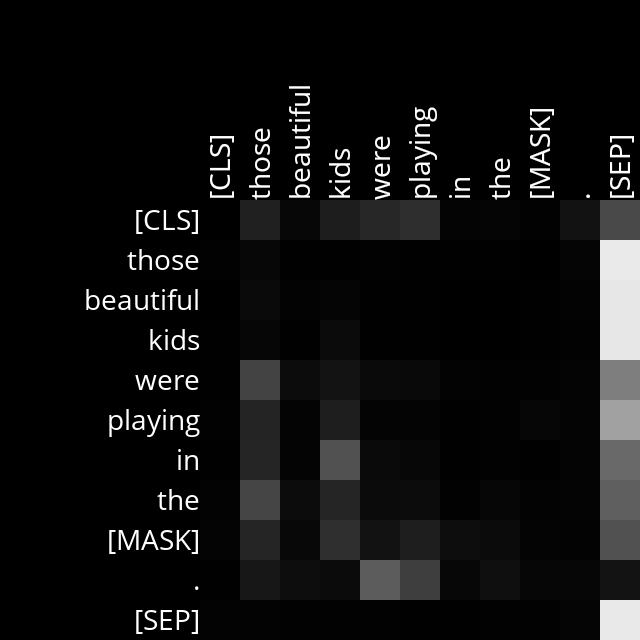 [CLS]
those
beautiful
kids
were
playing
in
the
[MASK]
.
[SEP]
[CLS]
those
beautiful
kids
were
playing
in
the
[MASK]
.
[SEP]